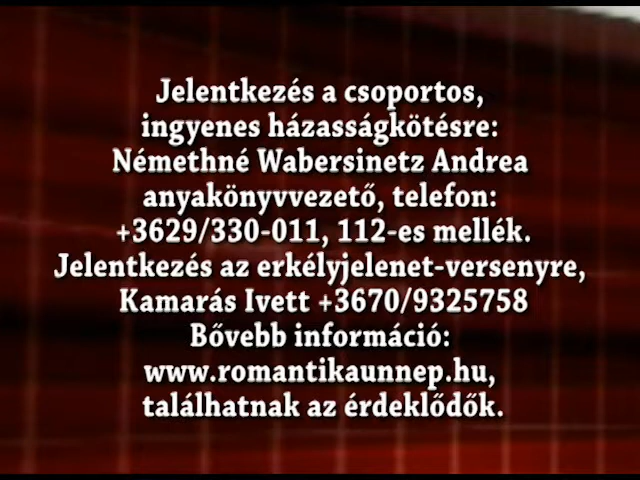 Jelentkezés a csoportos,
ingyenes házasságkötésre:
Némethné Wabersinetz Andrea
anyakönyvvezető, telefon:
+3629/330-011, 112-es mellék.
Jelentkezés az erkélyjelenet-versenyre,
Kamarás Ivett +3670/9325758
Bővebb információ:
www.romantikaunnep.hu,
találhatnak az érdeklődők.